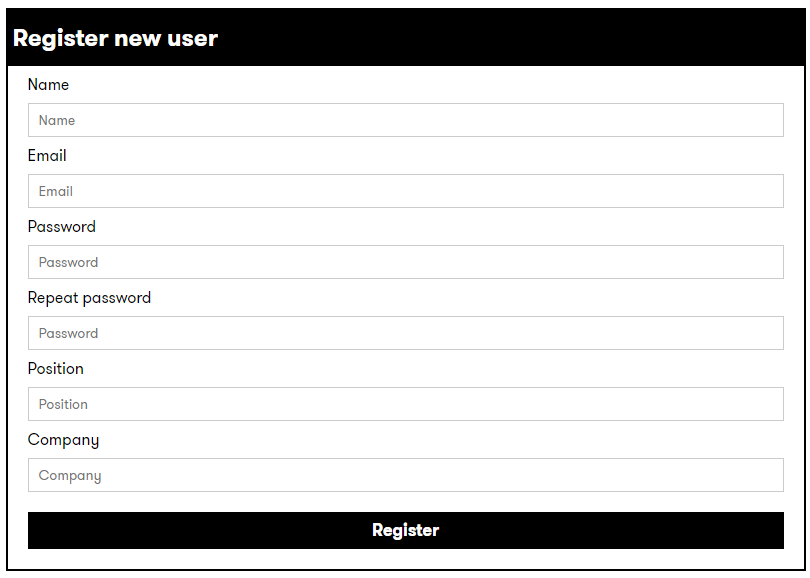 Register new user
Name
Name
Email
Email
Password
Password
Repeat password
Password
Position
Position
Company
Company
Register